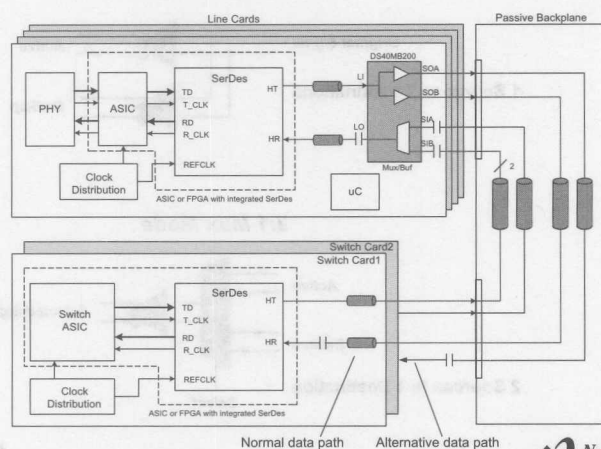 Line Cards
Passive Backplane
DS40MB200
SerDes
PHY
ASIC
TD
T_CLK
RD
R_CLK
REFCLK
HT
HR
LI
LO
SOA
SOB
SIA
SIB
Mux/Buf
2
Clock
Distribution
ASIC or FPGA with integrated SerDes
uC
Switch Card2
Switch Card1
SerDes
Switch
ASIC
TD
T_CLK
RD
R_CLK
REFCLK
HT
HR
Clock
Distribution
ASIC or FPGA with integrated SerDes
Normal data path
Alternative data path
N